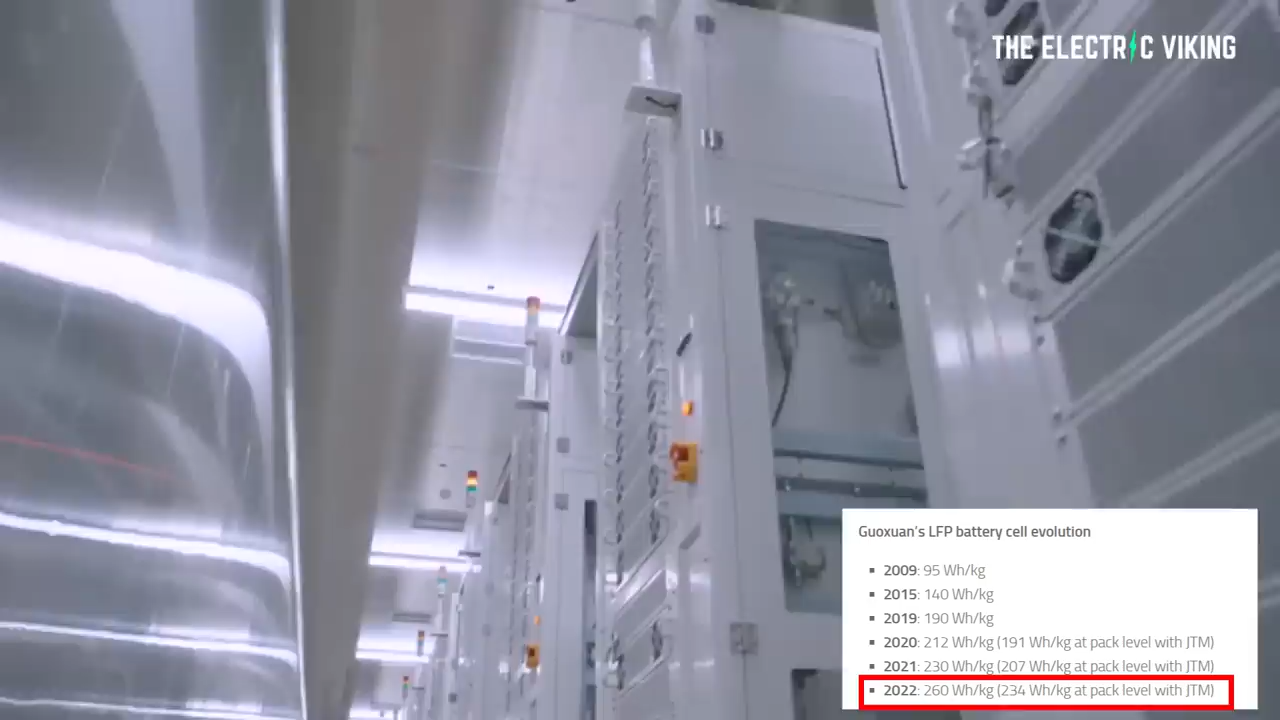 THE ELECTRIC VIKING
Guoxuan's LFP battery cell evolution
▪ 2009: 95 Wh/kg
▪ 2015: 140 Wh/kg
▪ 2019: 190 Wh/kg
▪ 2020: 212 Wh/kg (191 Wh/kg at pack level with JTM)
▪ 2021: 230 Wh/kg (207 Wh/kg at pack level with JTM)
▪ 2022: 260 Wh/kg (234 Wh/kg at pack level with JTM)